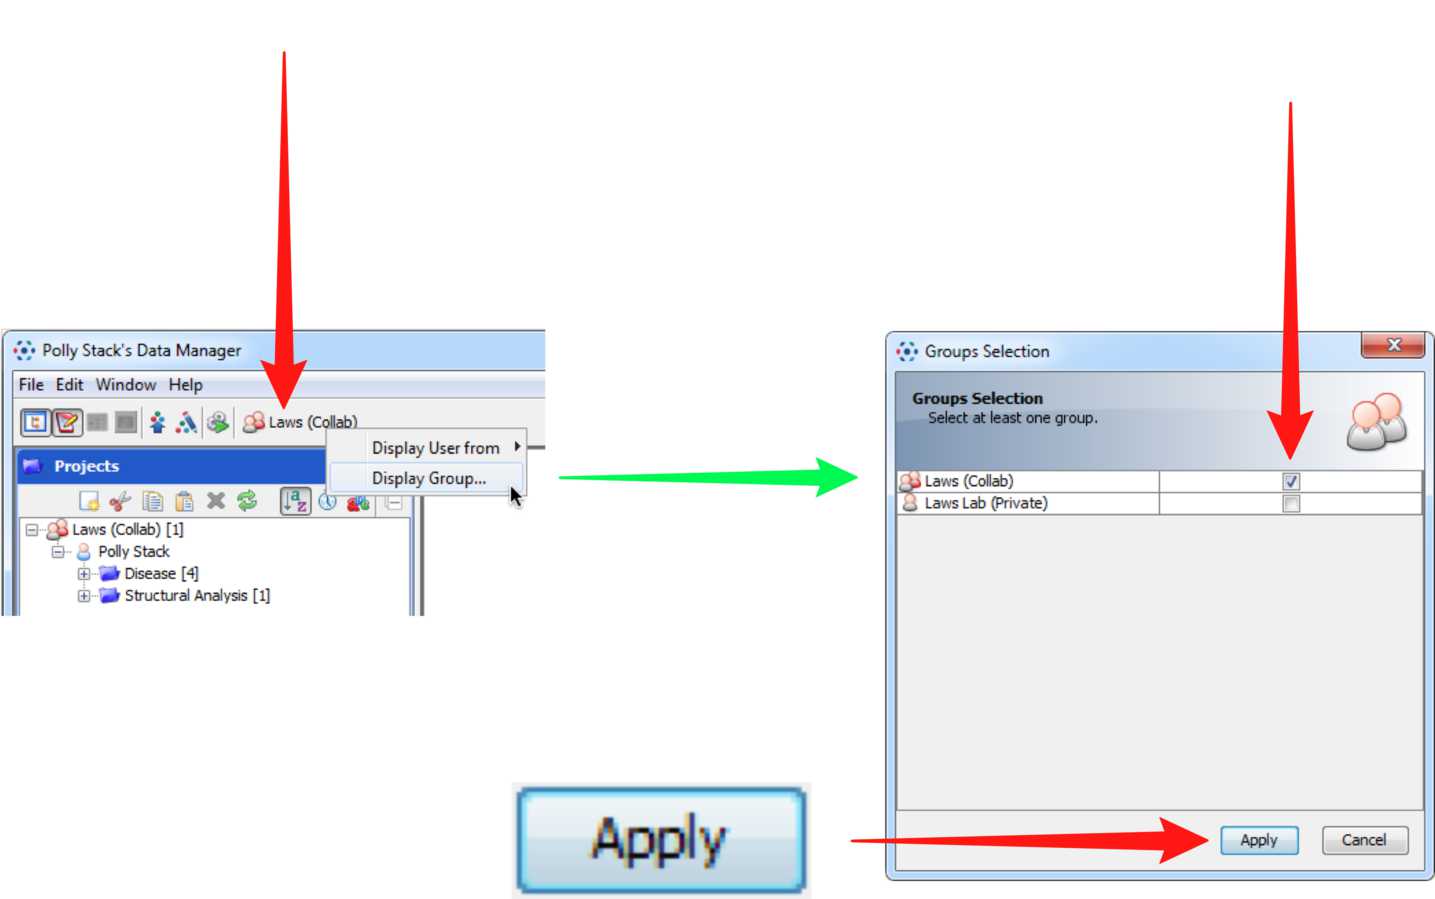 Polly Stack's Data Manager
File Edit Window Help
Laws (Collab)
Display User from
Display Group...
Projects
Laws (Collab) [1]
Polly Stack
Disease [4]
Structural Analysis [1]
Groups Selection
Groups Selection
Select at least one group.
Laws (Collab)
Laws Lab (Private)
Apply
Apply Cancel